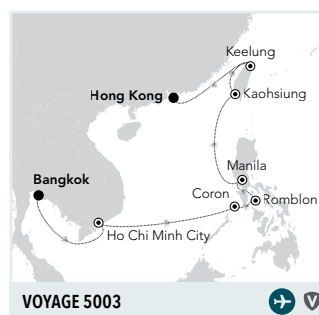 Keelung
Hong Kong
Kaohsiung
Manila
Bangkok
Coron
Romblon
Ho Chi Minh City
VOYAGE 5003
V